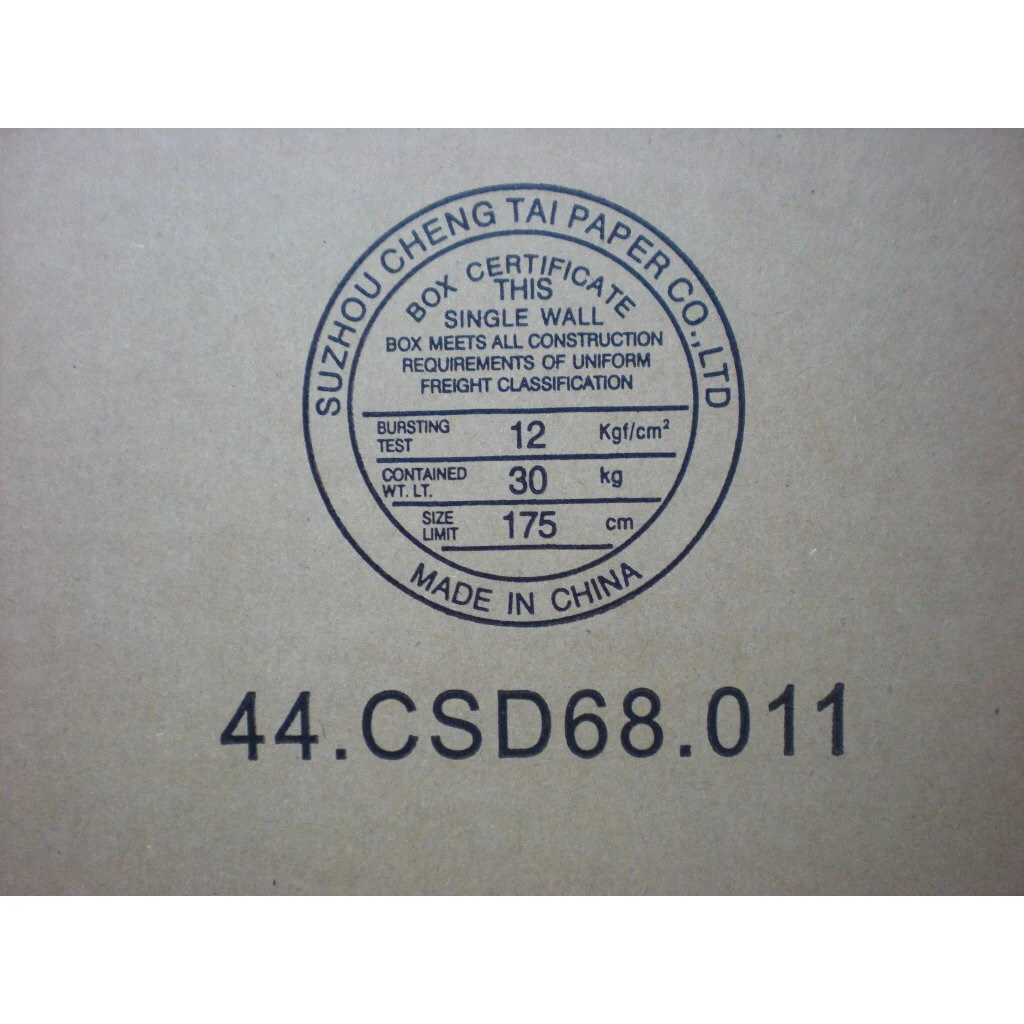 SUZHOU CHENG TAI PAPER CO.,LTD
BOX CERTIFICATE
THIS
SINGLE WALL
BOX MEETS ALL CONSTRUCTION
REQUIREMENTS OF UNIFORM
FREIGHT CLASSIFICATION
BURSTING TEST 12 Kgf/cm²
CONTAINED WT. LT. 30 kg
SIZE LIMIT 175 cm
MADE IN CHINA
44.CSD68.011